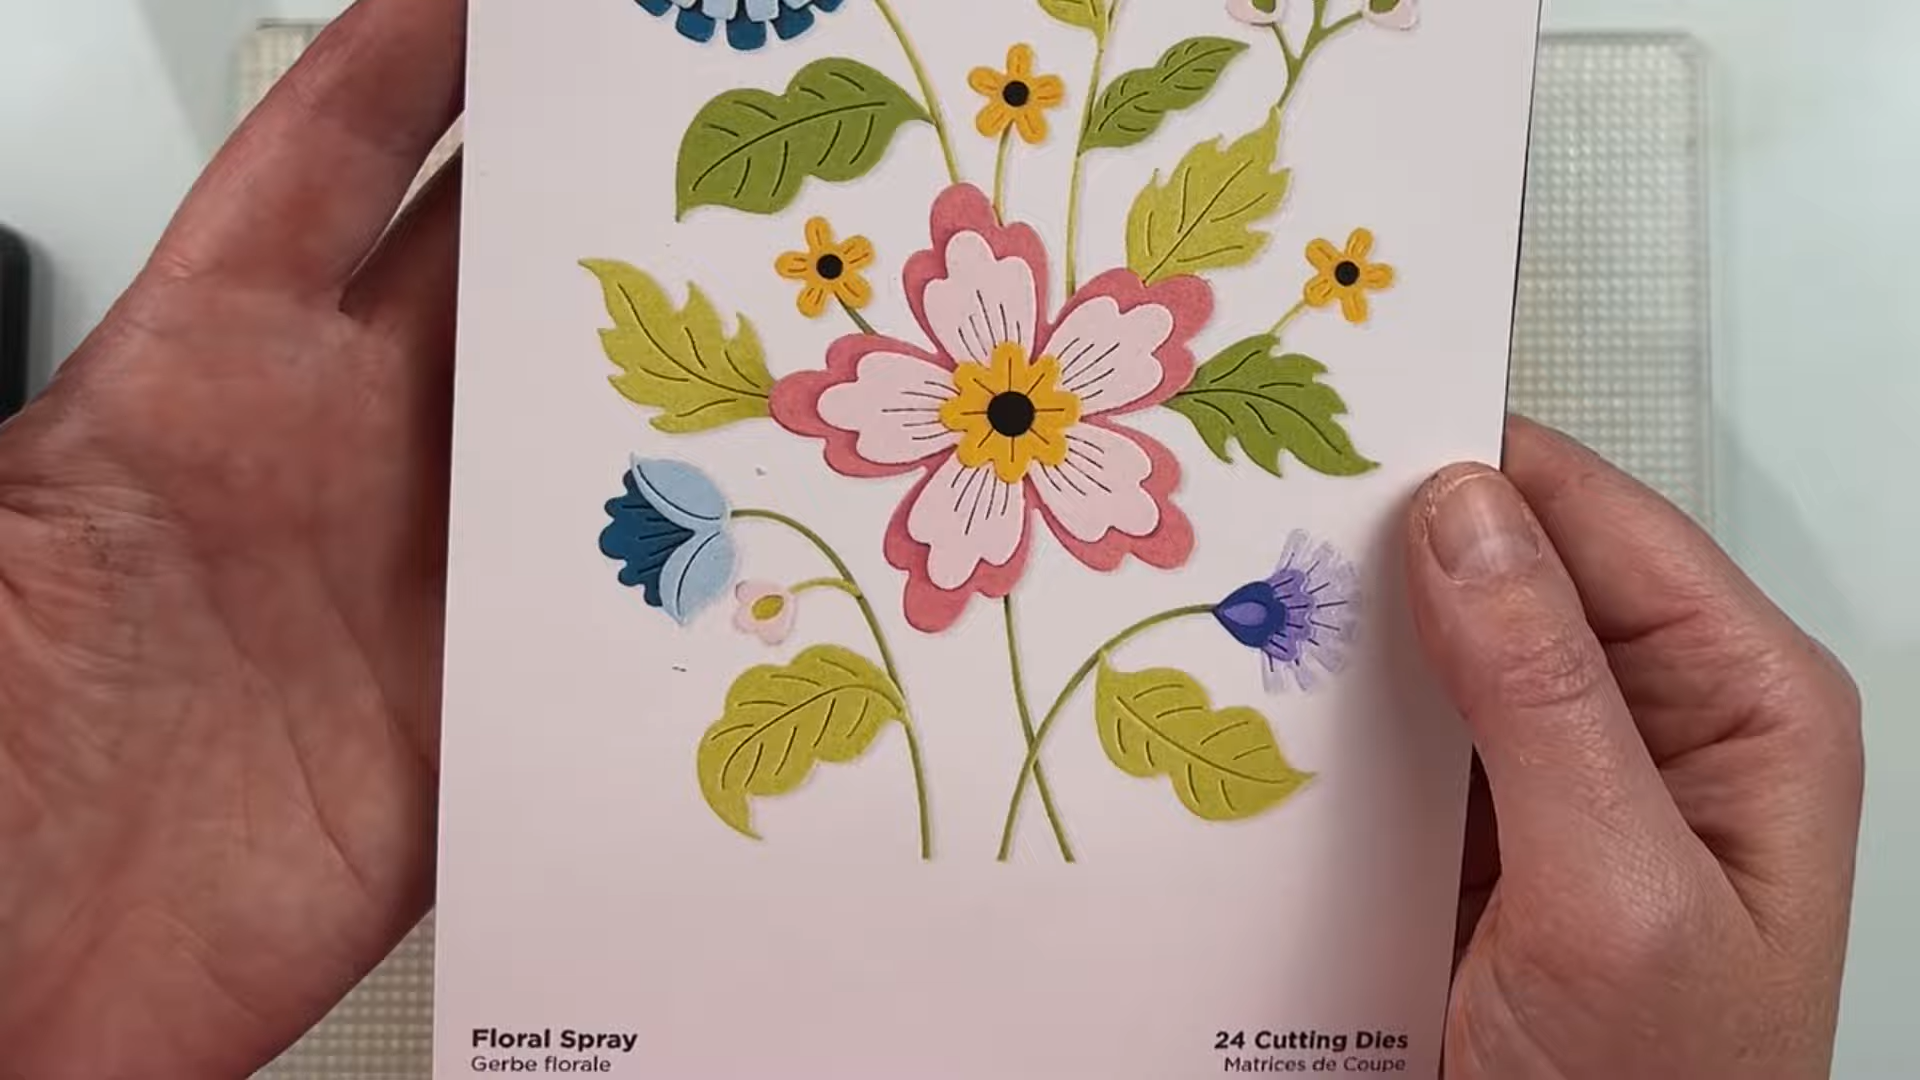 Floral Spray
Gerbe florale
24 Cutting Dies
Matrices de Coupe